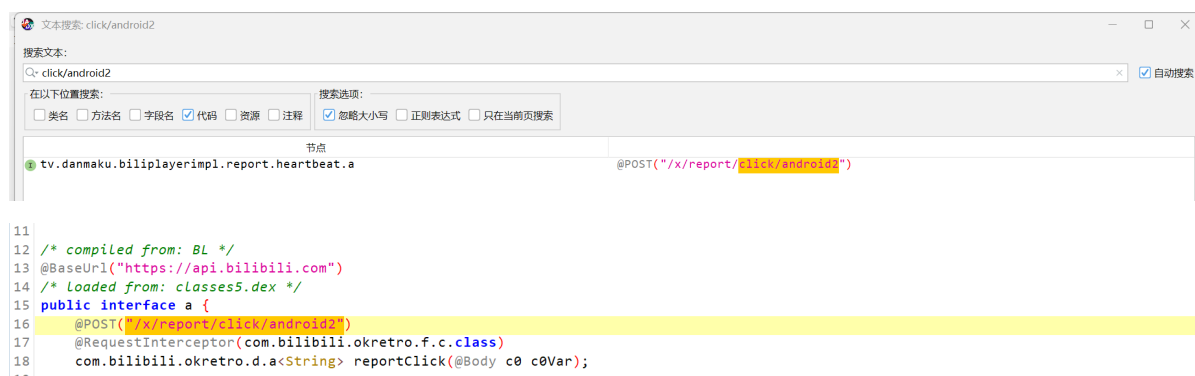 文本搜索: click/android2
搜索文本：
click/android2
自动搜索
在以下位置搜索：
搜索选项：
类名 方法名 字段名 代码 资源 注释
忽略大小写 正则表达式 只在当前页搜索
节点
I tv.danmaku.biliplayerimpl.report.heartbeat.a @POST("/x/report/click/android2")
11
12 /* compiled from: BL */
13 @BaseUrl("https://api.bilibili.com")
14 /* loaded from: classes5.dex */
15 public interface a {
16 @POST("/x/report/click/android2")
17 @RequestInterceptor(com.bilibili.okretro.f.c.class)
18 com.bilibili.okretro.d.a<String> reportClick(@Body c0 c0Var);